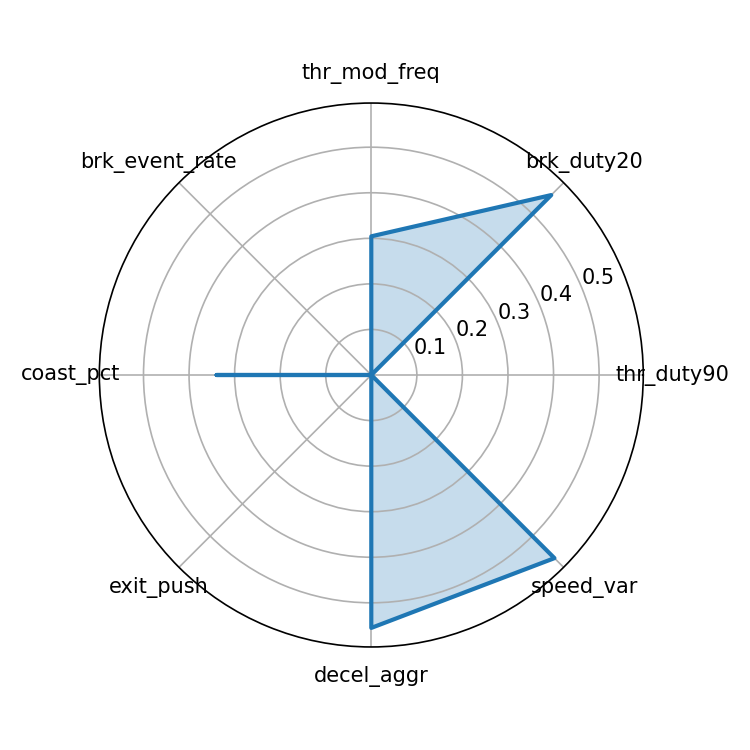 thr_mod_freq
brk_event_rate
brk_duty20
0.5
0.4
0.3
0.2
0.1
coast_pct
thr_duty90
exit_push
speed_var
decel_aggr